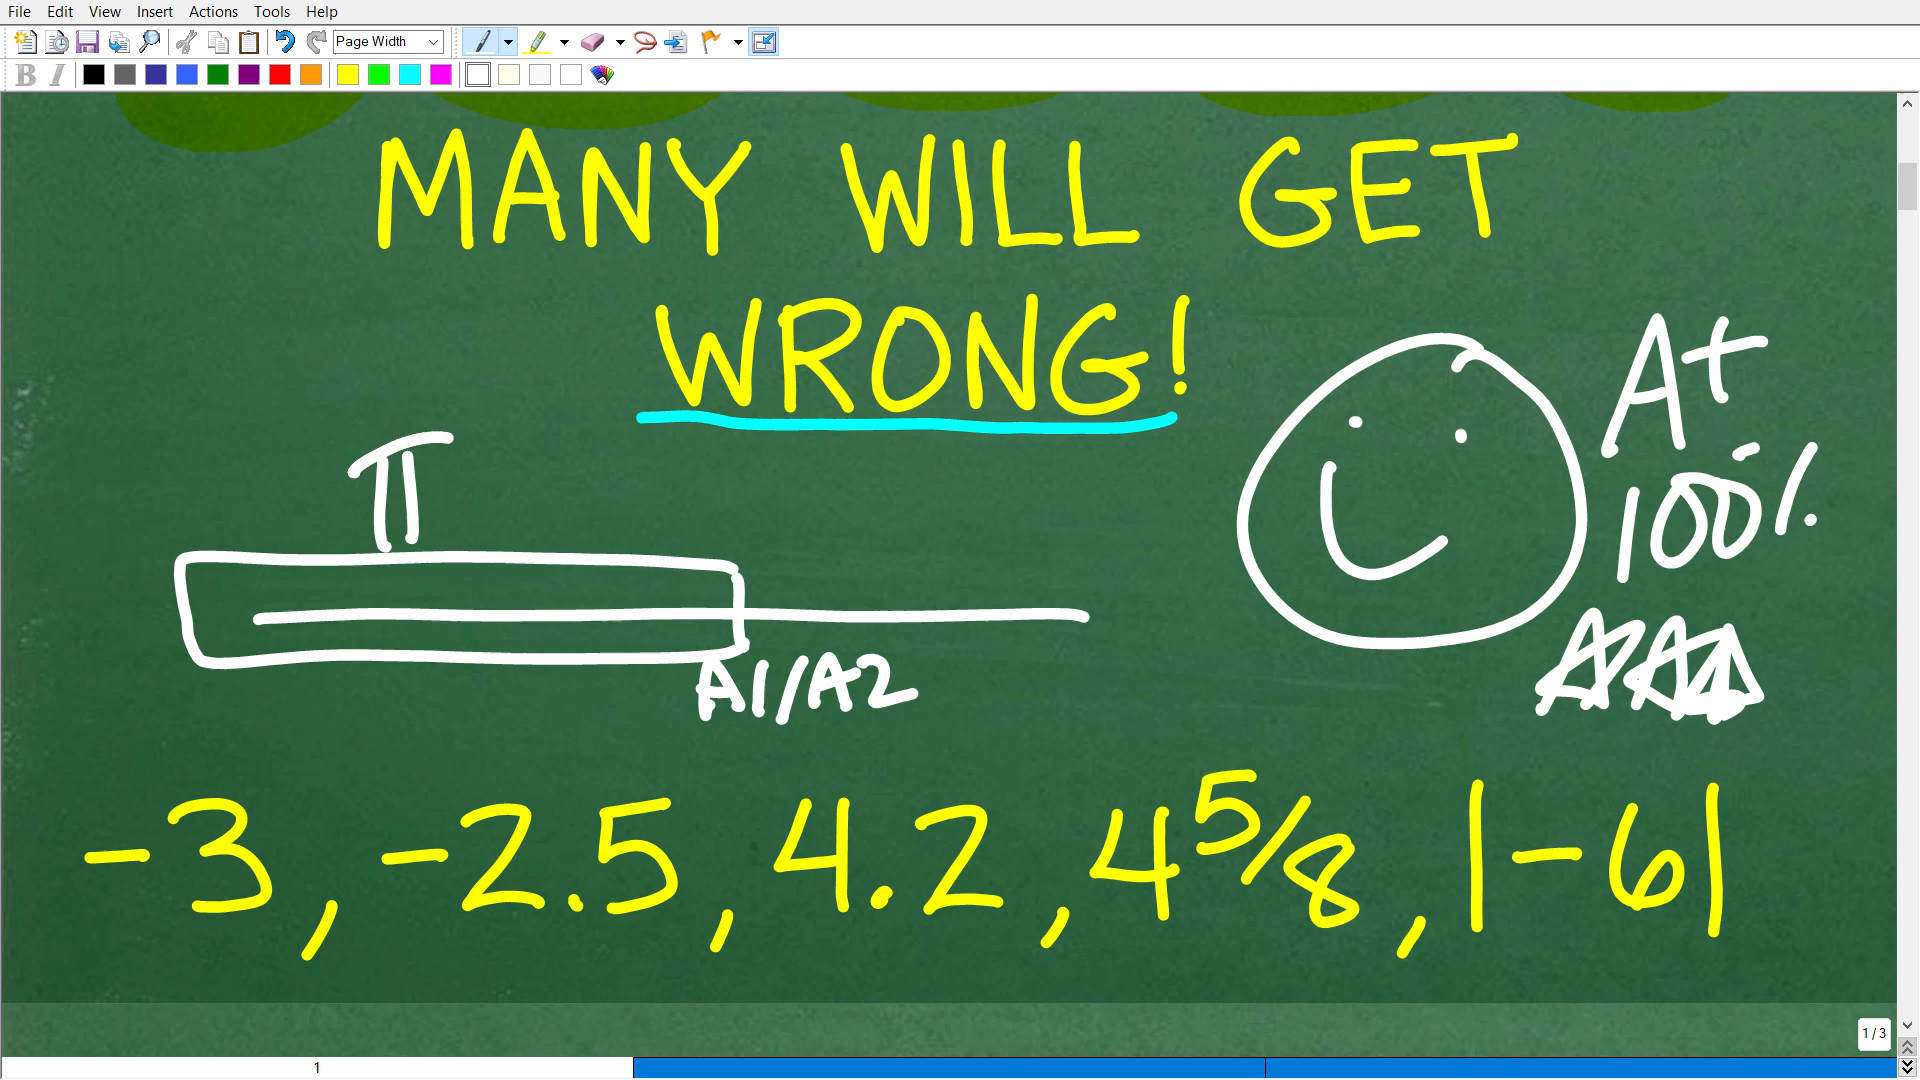 File Edit View Insert Actions Tools Help
Page Width
B I
MANY WILL GET
WRONG!
A+
100%
π
A1/A2
-3, -2.5, 4.2, 4 5/8, |-6|
1 / 3
1